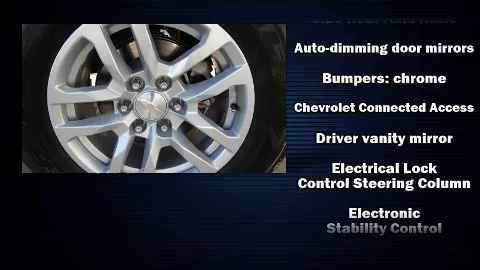 Auto-dimming door mirrors
Bumpers: chrome
Chevrolet Connected Access
Driver vanity mirror
Electrical Lock
Control Steering Column
Electronic
Stability Control